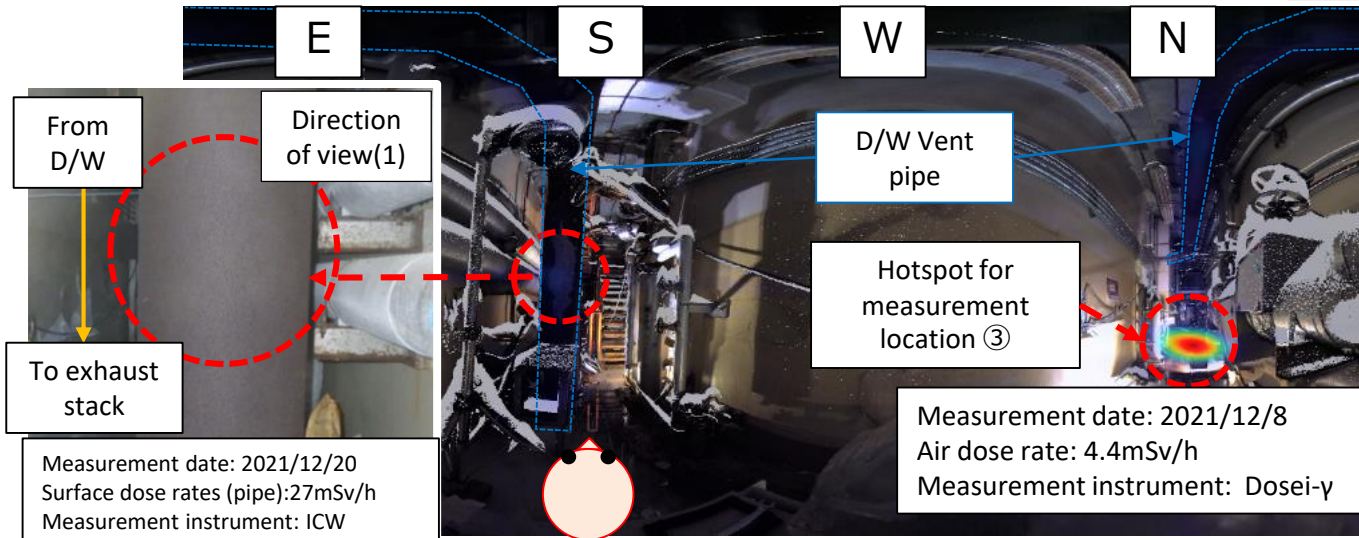 E
S
W
N
From
D/W
Direction
of view(1)
D/W Vent
pipe
Hotspot for
measurement
location ③
To exhaust
stack
Measurement date: 2021/12/20
Surface dose rates (pipe):27mSv/h
Measurement instrument: ICW
Measurement date: 2021/12/8
Air dose rate: 4.4mSv/h
Measurement instrument: Dosei-γ